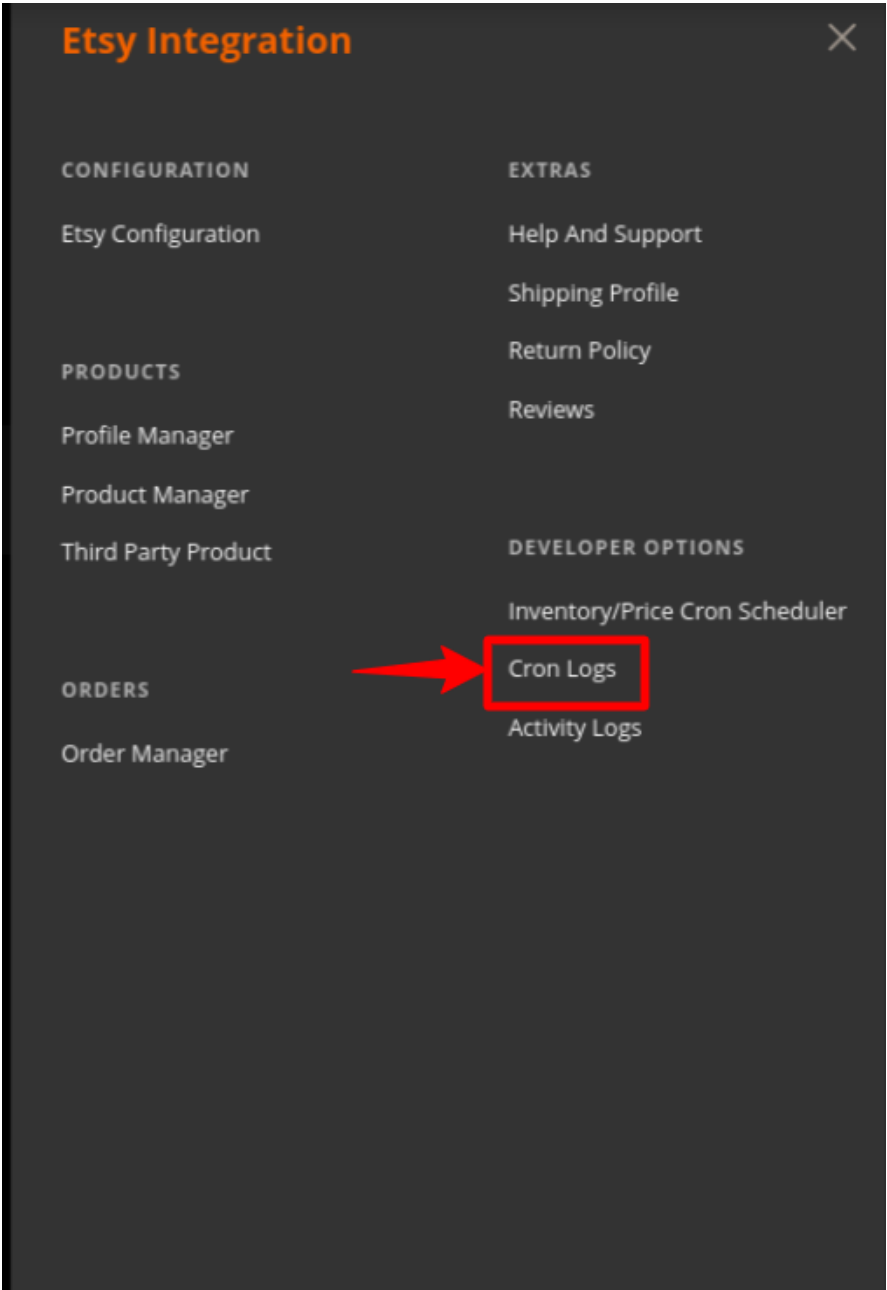 Etsy Integration
CONFIGURATION
Etsy Configuration
PRODUCTS
Profile Manager
Product Manager
Third Party Product
ORDERS
Order Manager
EXTRAS
Help And Support
Shipping Profile
Return Policy
Reviews
DEVELOPER OPTIONS
Inventory/Price Cron Scheduler
Cron Logs
Activity Logs